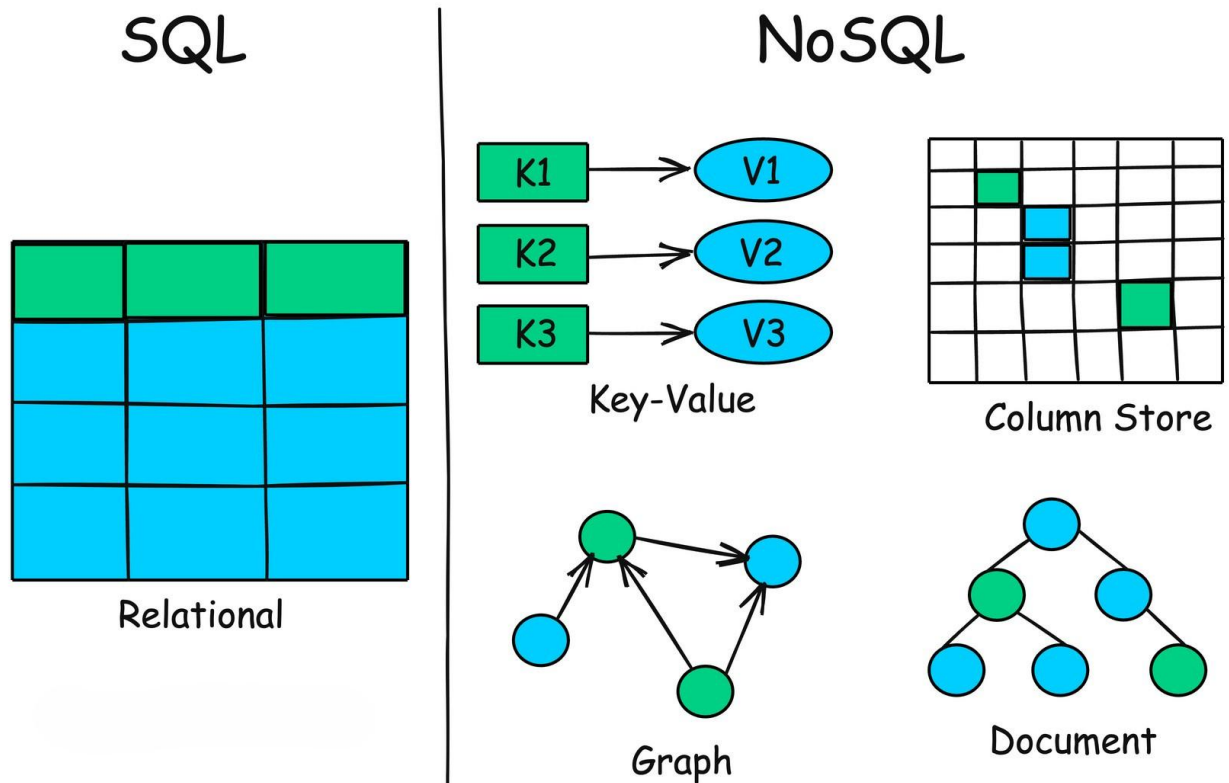 SQL
NoSQL
K1
V1
K2
V2
K3
V3
Key-Value
Column Store
Relational
Graph
Document